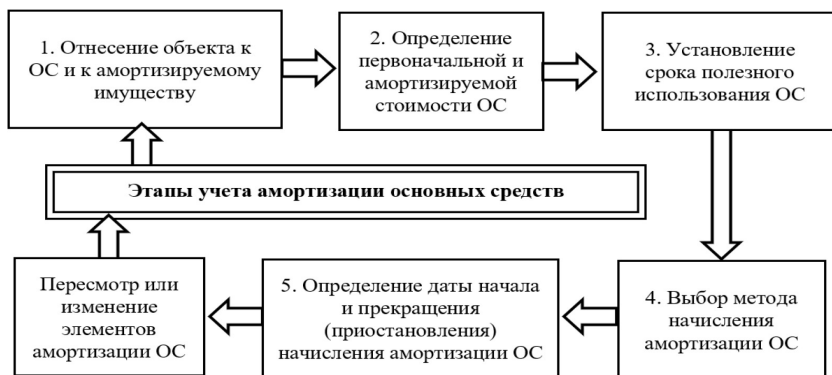 1. Отнесение объекта к
ОС и к амортизируемому
имуществу
2. Определение
первоначальной и
амортизируемой
стоимости ОС
3. Установление
срока полезного
использования ОС
Этапы учета амортизации основных средств
Пересмотр или
изменение
элементов
амортизации ОС
5. Определение даты начала
и прекращения
(приостановления)
начисления амортизации ОС
4. Выбор метода
начисления
амортизации ОС